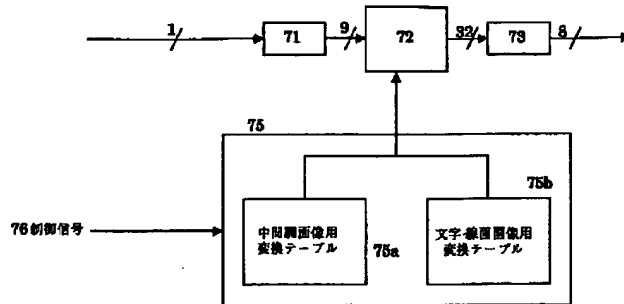 1 71 9 72 32 73 8
75
75b
76制御信号
中間調画像用
変換テーブル
75a
文字·線画画像用
変換テーブル